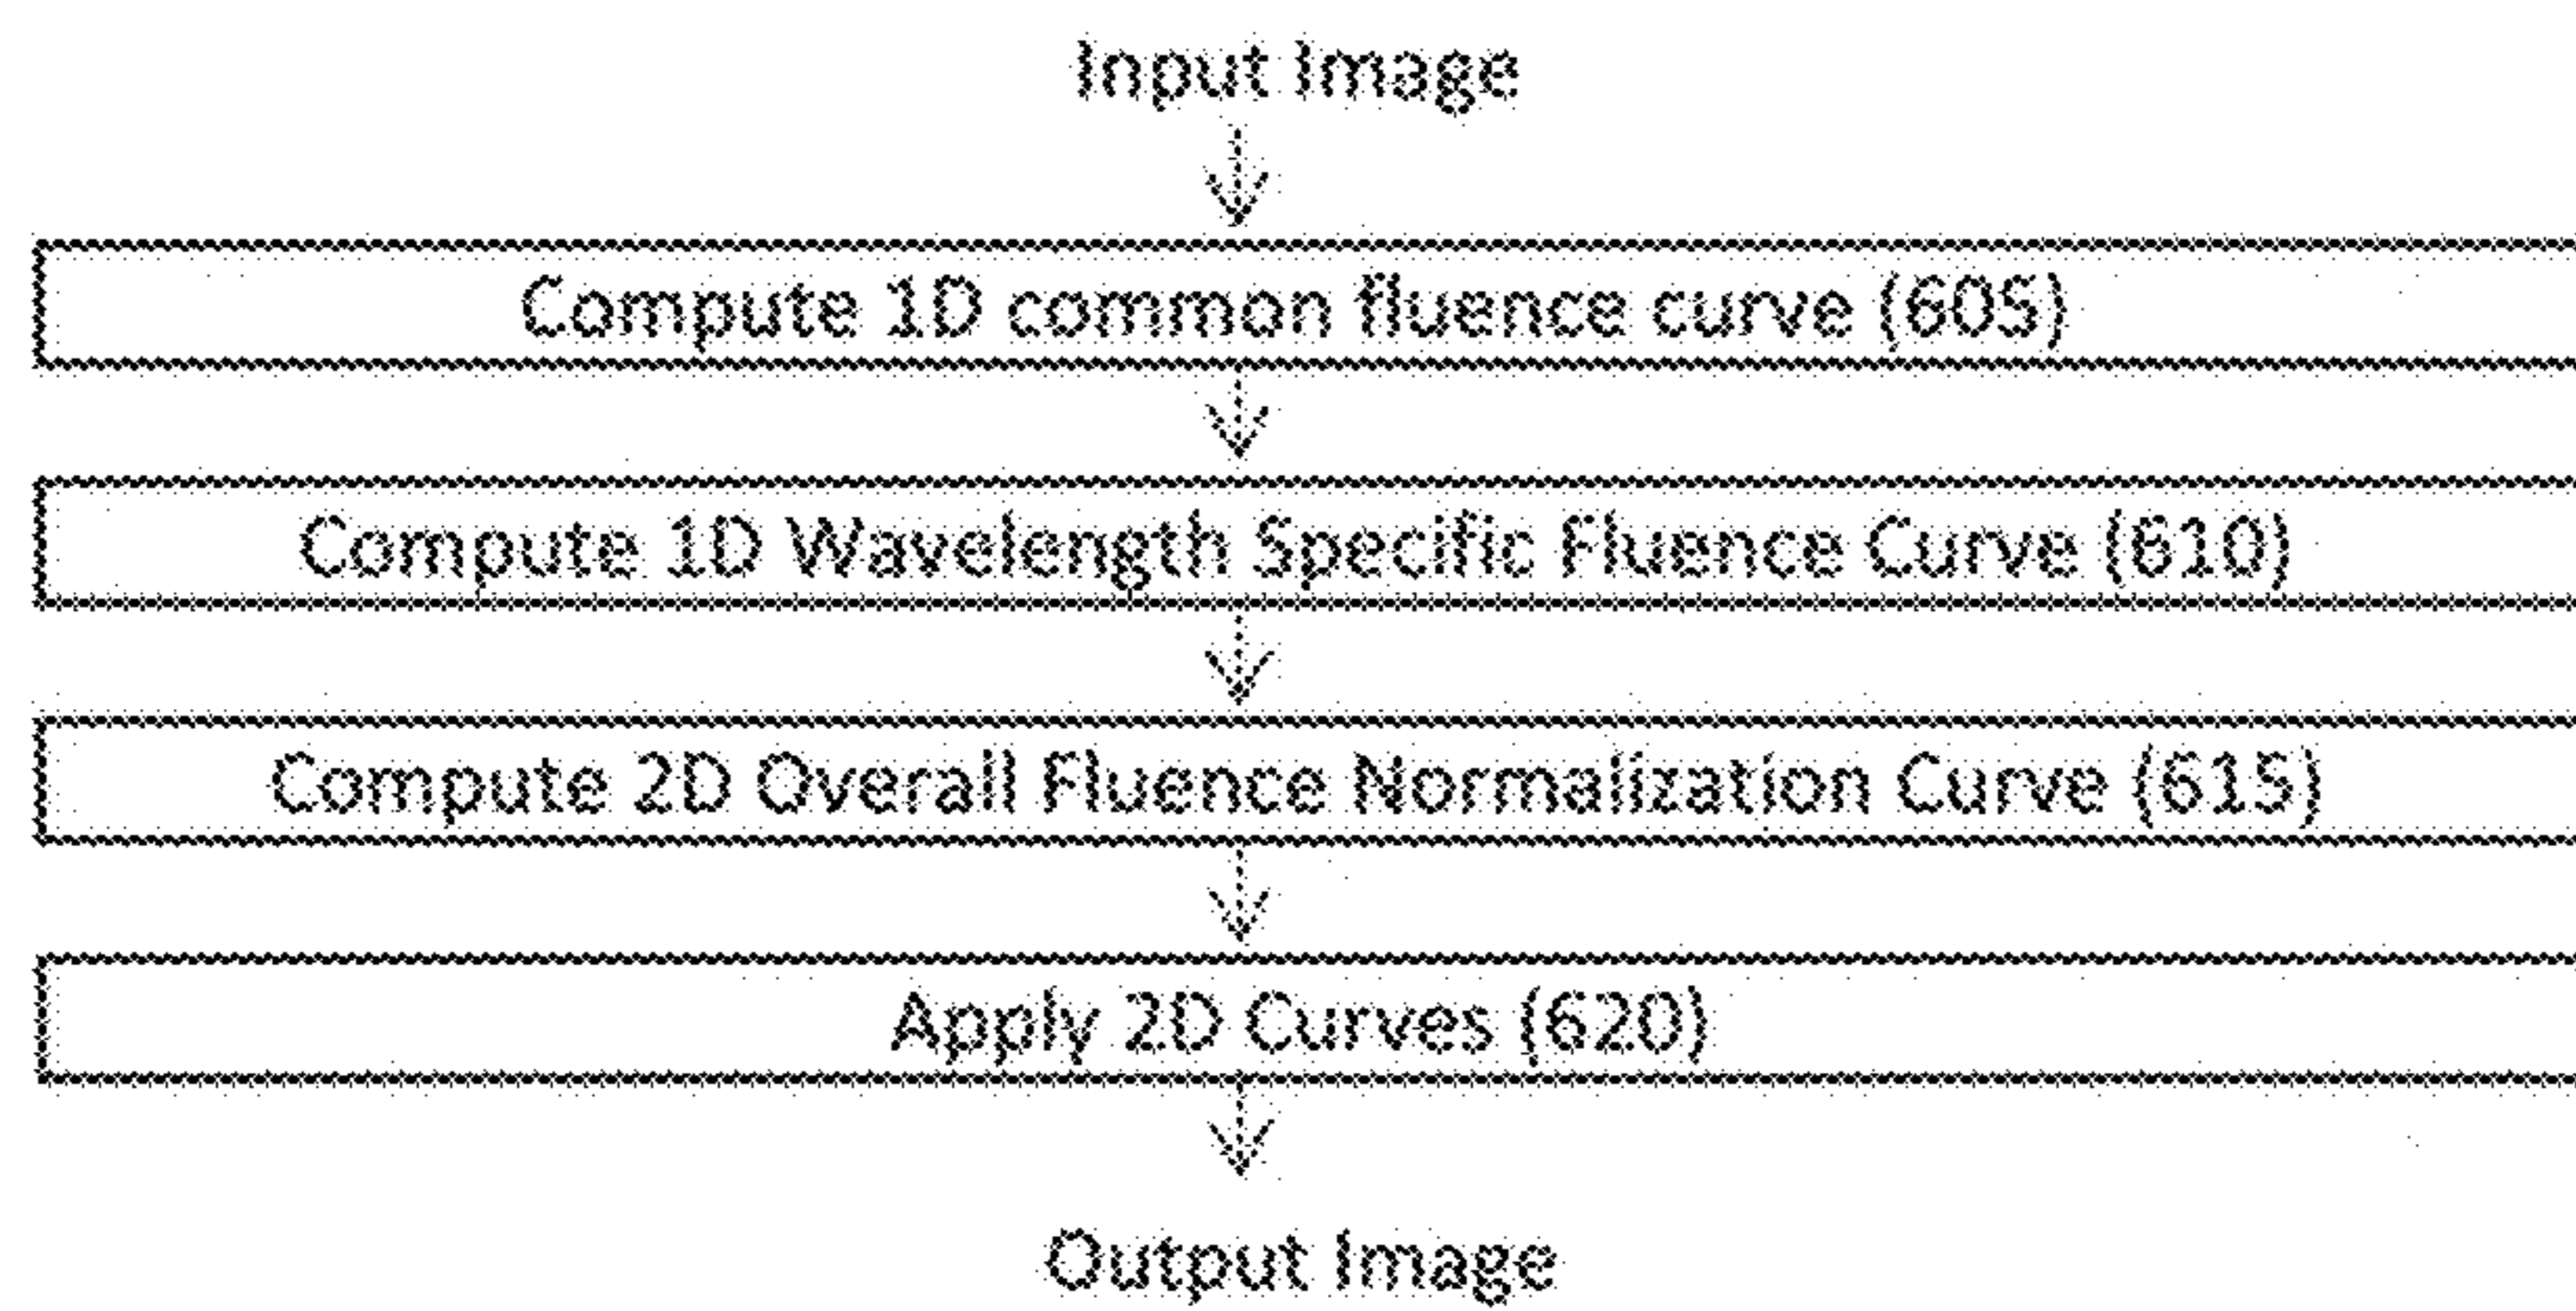 Input Image
Compute 1D common fluence curve (605)
Compute 1D Wavelength Specific Fluence Curve (610)
Compute 2D Overall Fluence Normalization Curve (615)
Apply 2D Curves (620)
Output Image